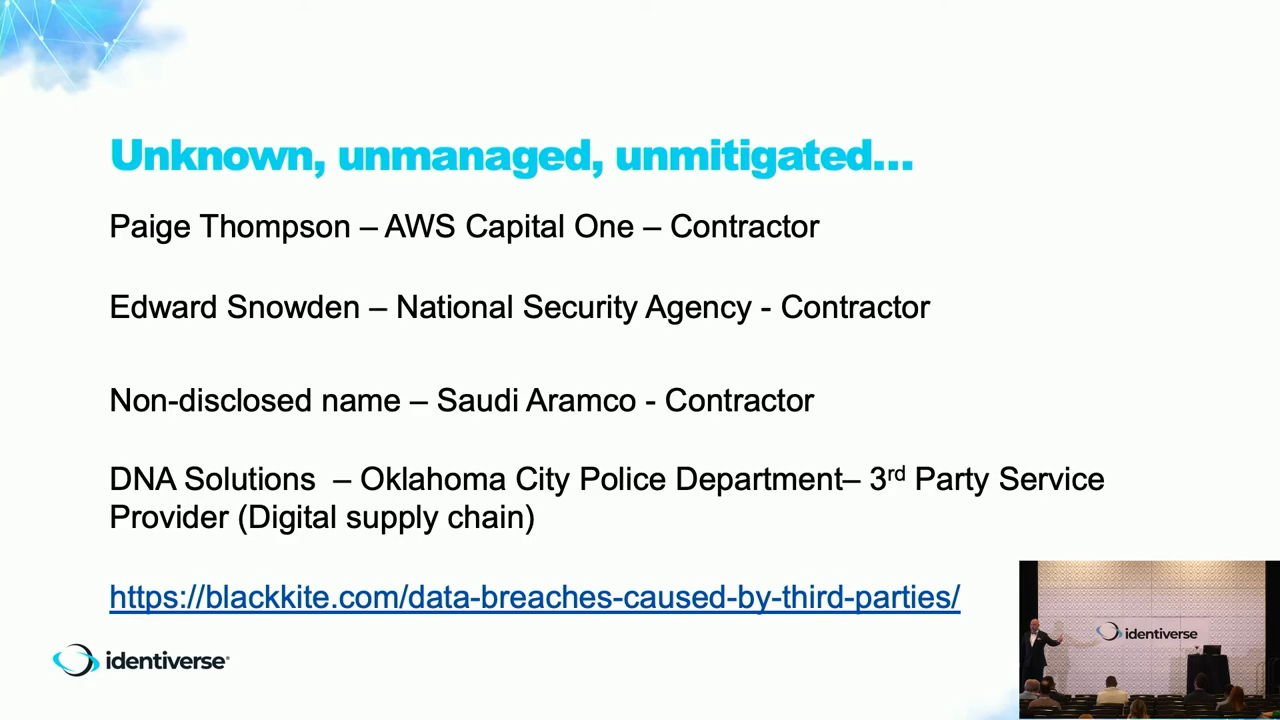 Unknown, unmanaged, unmitigated...
Paige Thompson – AWS Capital One – Contractor
Edward Snowden – National Security Agency - Contractor
Non-disclosed name – Saudi Aramco - Contractor
DNA Solutions – Oklahoma City Police Department– 3rd Party Service
Provider (Digital supply chain)
https://blackkite.com/data-breaches-caused-by-third-parties/
identiverse®
identiverse